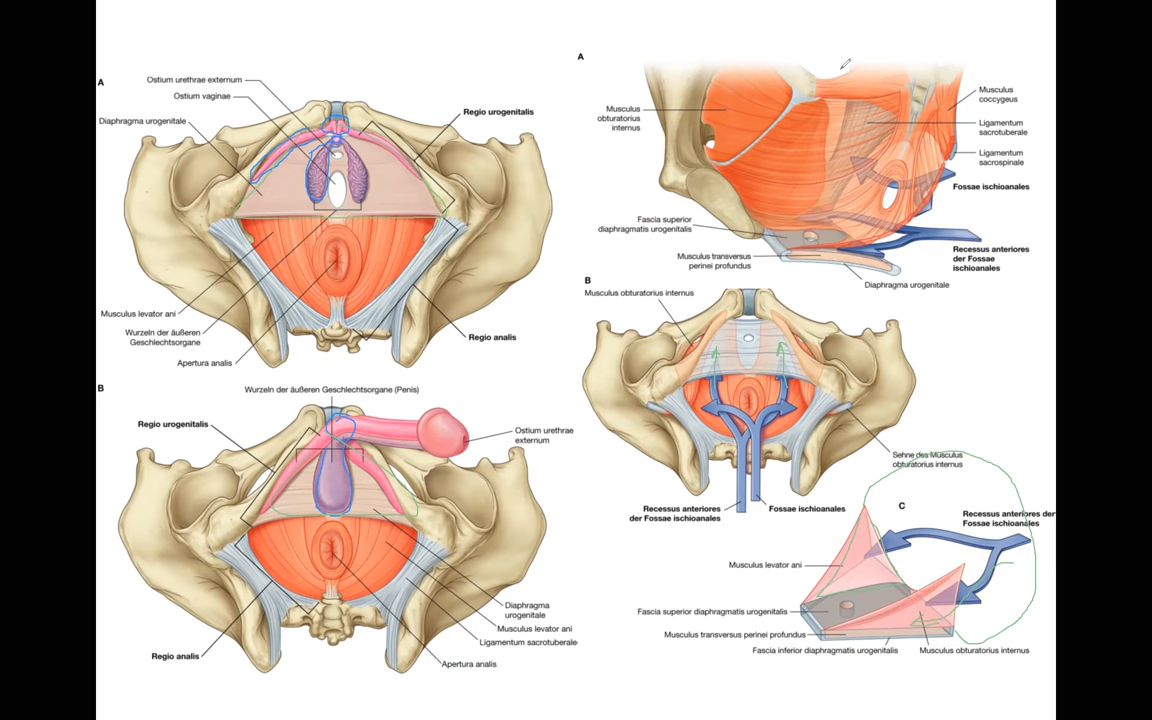 A
Ostium urethrae externum
Ostium vaginae
Diaphragma urogenitale
Regio urogenitalis
Musculus levator ani
Wurzeln der äußeren
Geschlechtsorgane
Apertura analis
Regio analis
B
Wurzeln der äußeren Geschlechtsorgane (Penis)
Regio urogenitalis
Ostium urethrae
externum
Diaphragma
urogenitale
Musculus levator ani
Ligamentum sacrotuberale
Regio analis
Apertura analis
A
Musculus
obturatorius
internus
Musculus
coccygeus
Ligamentum
sacrotuberale
Ligamentum
sacrospinale
Fossae ischioanales
Fascia superior
diaphragmatis urogenitalis
Musculus transversus
perinei profundus
Recessus anteriores
der Fossae
ischioanales
Diaphragma urogenitale
B
Musculus obturatorius internus
Sehne des Musculus
obturatorius internus
Recessus anteriores
der Fossae ischioanales
Fossae ischioanales
C
Recessus anteriores der
Fossae ischioanales
Musculus levator ani
Fascia superior diaphragmatis urogenitalis
Musculus transversus perinei profundus
Fascia inferior diaphragmatis urogenitalis
Musculus obturatorius internus